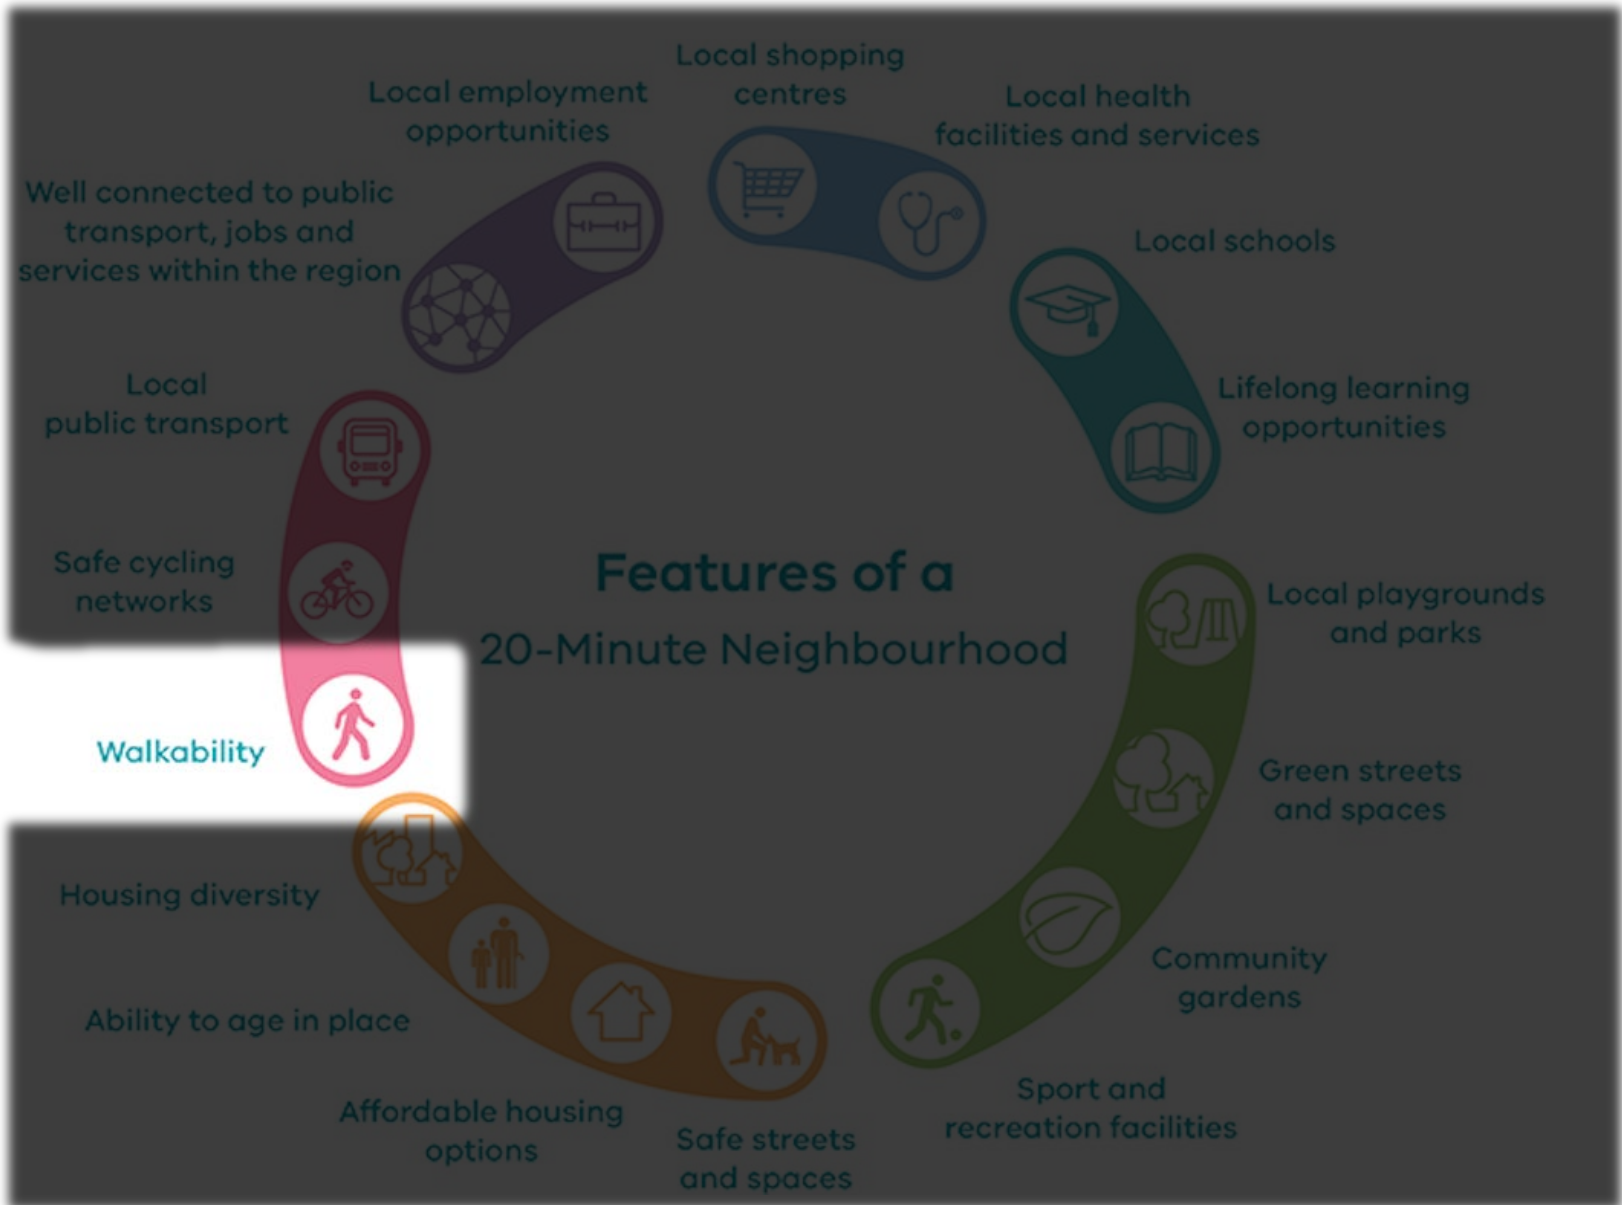 Local shopping
centres
Local employment
opportunities
Local health
facilities and services
Well connected to public
transport, jobs and
services within the region
Local schools
Local
public transport
Lifelong learning
opportunities
Safe cycling
networks
Features of a
20-Minute Neighbourhood
Local playgrounds
and parks
Walkability
Green streets
and spaces
Housing diversity
Community
gardens
Ability to age in place
Sport and
recreation facilities
Affordable housing
options
Safe streets
and spaces